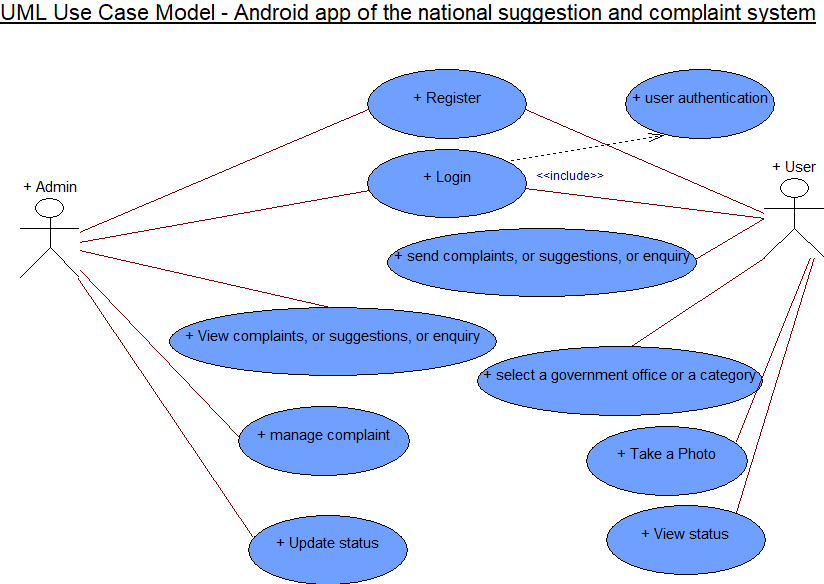 UML Use Case Model - Android app of the national suggestion and complaint system
+ Register
+ user authentication
+ Login
<<include>>
+ User
+ Admin
+ send complaints, or suggestions, or enquiry
+ View complaints, or suggestions, or enquiry
+ select a government office or a category
+ manage complaint
+ Take a Photo
+ View status
+ Update status